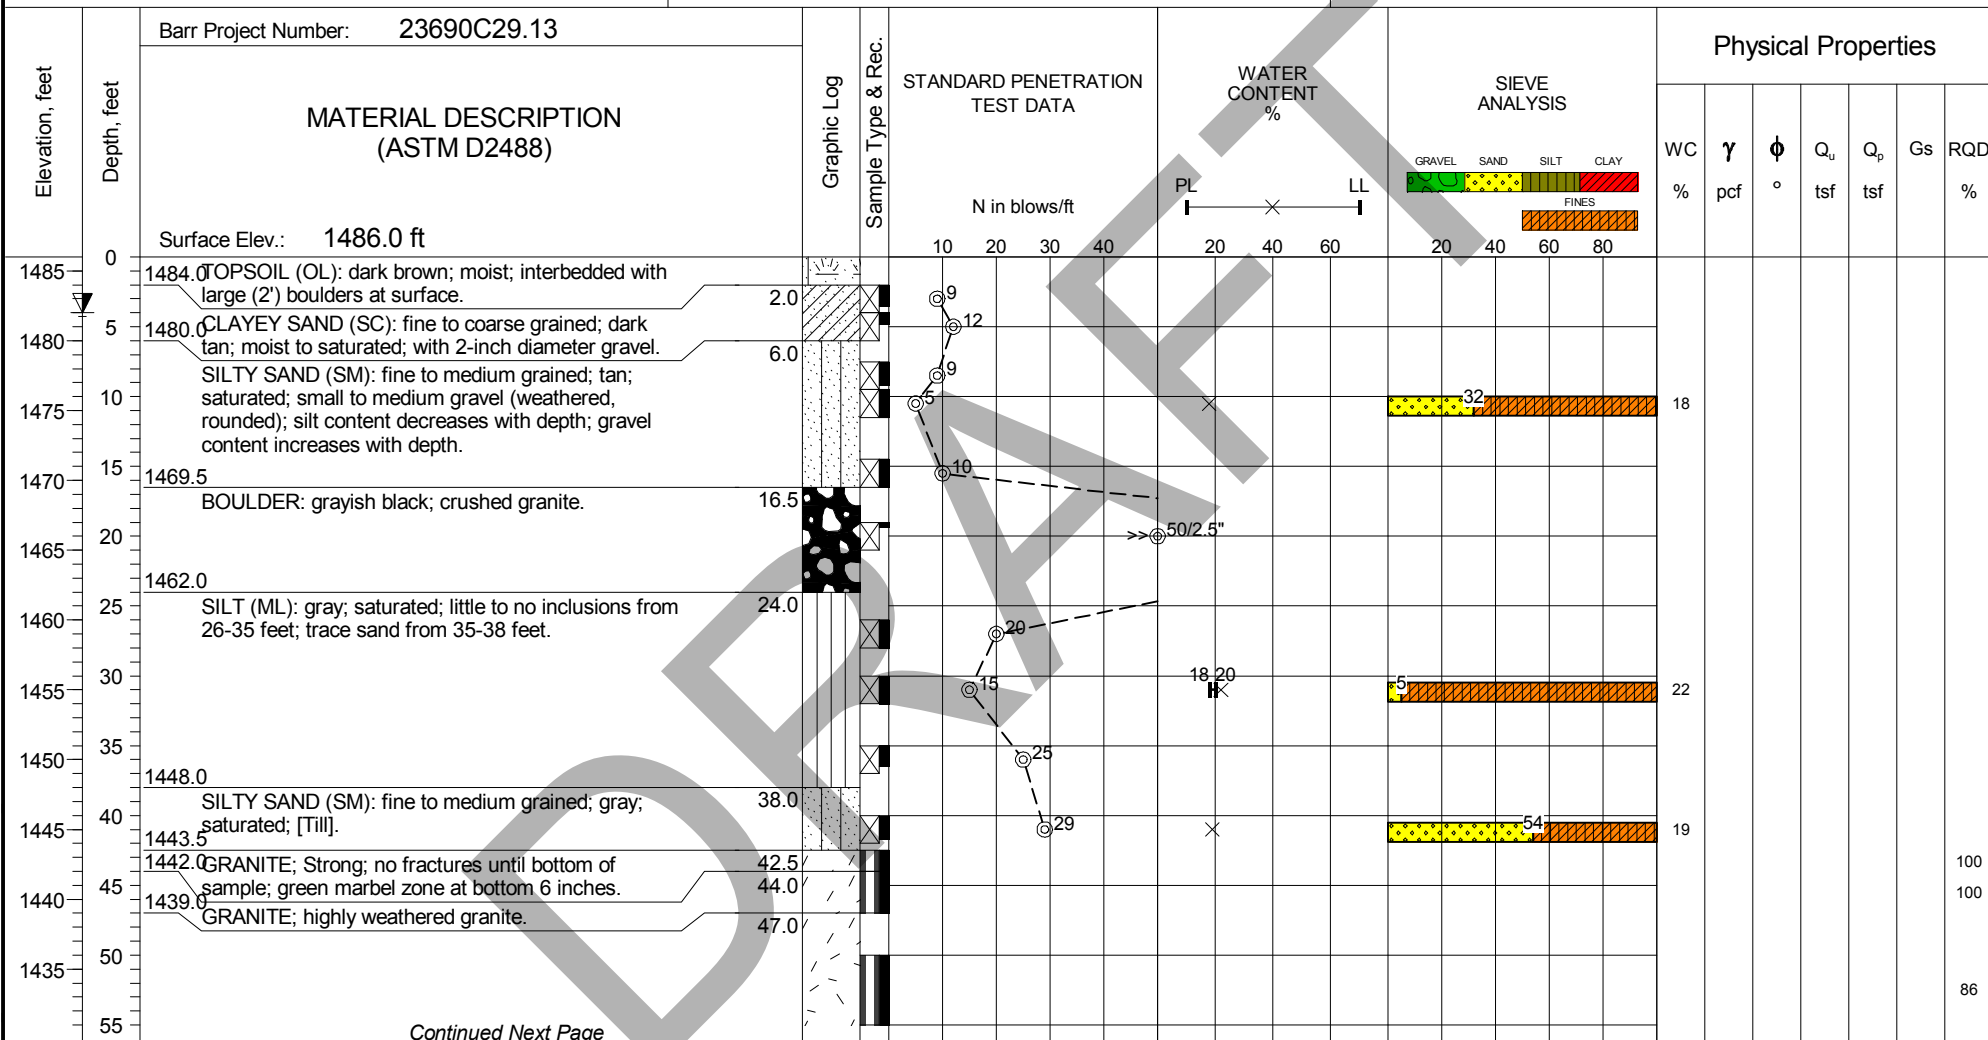 Barr Project Number: 23690C29.13
Elevation, feet
Depth, feet
MATERIAL DESCRIPTION
(ASTM D2488)
Surface Elev.: 1486.0 ft
Graphic Log
Sample Type & Rec.
STANDARD PENETRATION
TEST DATA
N in blows/ft
10 20 30 40
WATER
CONTENT
%
PL LL
20 40 60
SIEVE
ANALYSIS
GRAVEL SAND SILT CLAY
FINES
20 40 60 80
Physical Properties
WC γ ϕ Qu Qp Gs RQD
% pcf ° tsf tsf %
0
1485
1484.0 TOPSOIL (OL): dark brown; moist; interbedded with
large (2') boulders at surface. 2.0
9
12
5
1480
1480.0 CLAYEY SAND (SC): fine to coarse grained; dark
tan; moist to saturated; with 2-inch diameter gravel. 6.0
SILTY SAND (SM): fine to medium grained; tan;
saturated; small to medium gravel (weathered,
rounded); silt content decreases with depth; gravel
content increases with depth.
9
10
5 32 18
1475
15
10
1470
1469.5
BOULDER: grayish black; crushed granite. 16.5
20
>> 50/2.5"
1465
1462.0
25
SILT (ML): gray; saturated; little to no inclusions from 24.0
26-35 feet; trace sand from 35-38 feet.
1460
20
30
1455
15 18 20 5 22
35
25
1450
1448.0
SILTY SAND (SM): fine to medium grained; gray; 38.0
saturated; [Till].
40
1445
29 54 19
1443.5
1442.0 GRANITE; Strong; no fractures until bottom of 42.5 100
sample; green marbel zone at bottom 6 inches. 44.0 100
45
1440
1439.0
GRANITE; highly weathered granite. 47.0
50
1435
86
55
Continued Next Page
DRAFT